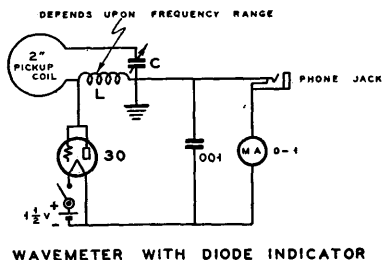 DEPENDS UPON FREQUENCY RANGE
2"
PICKUP
COIL
C
L
PHONE JACK
30
.001
MA
0-1
+
1½V
-
WAVEMETER WITH DIODE INDICATOR